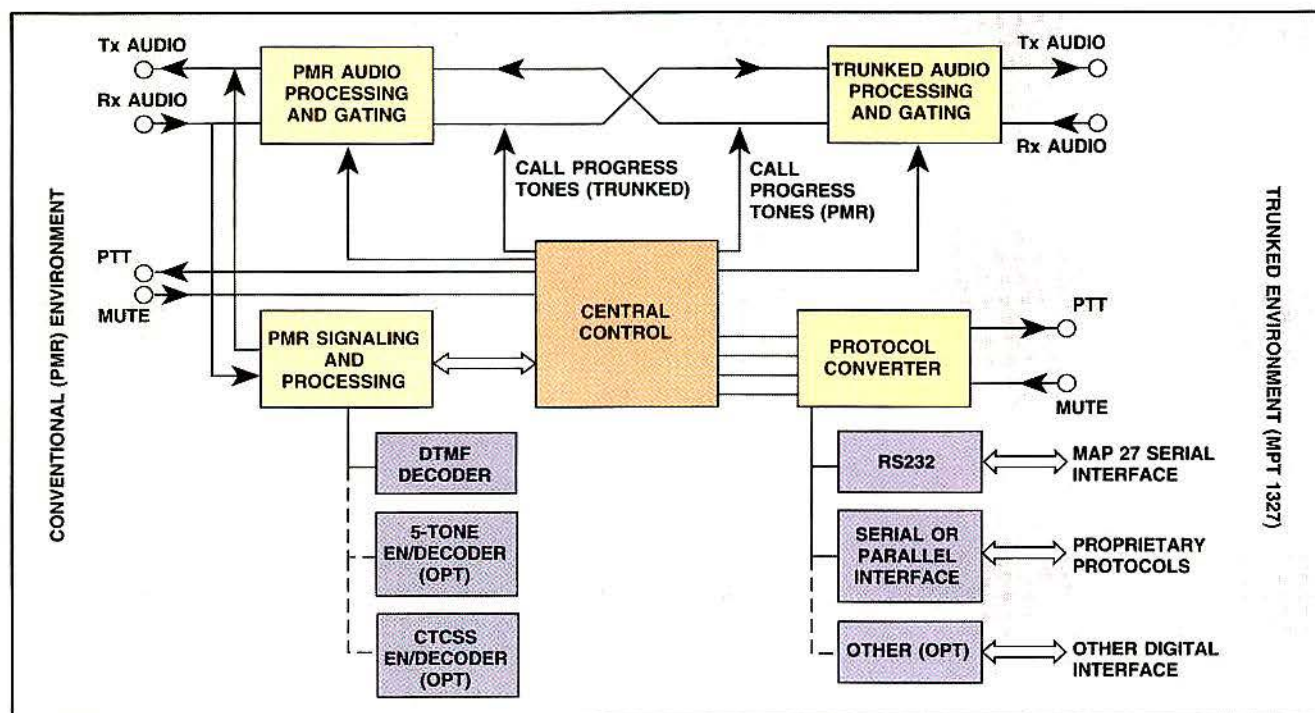 Tx AUDIO
Rx AUDIO
PMR AUDIO
PROCESSING
AND GATING
TRUNKED AUDIO
PROCESSING
AND GATING
Tx AUDIO
Rx AUDIO
CALL PROGRESS
TONES (TRUNKED)
CALL
PROGRESS
TONES (PMR)
CONVENTIONAL (PMR) ENVIRONMENT
TRUNKED ENVIRONMENT (MPT 1327)
PTT
MUTE
CENTRAL
CONTROL
PMR SIGNALING
AND
PROCESSING
PROTOCOL
CONVERTER
PTT
MUTE
DTMF
DECODER
5-TONE
EN/DECODER
(OPT)
CTCSS
EN/DECODER
(OPT)
RS232
MAP 27 SERIAL
INTERFACE
SERIAL OR
PARALLEL
INTERFACE
PROPRIETARY
PROTOCOLS
OTHER (OPT)
OTHER DIGITAL
INTERFACE